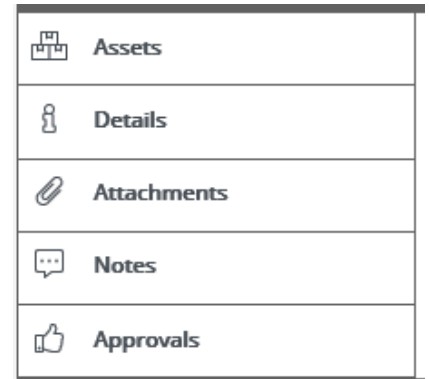 Assets
Details
Attachments
Notes
Approvals